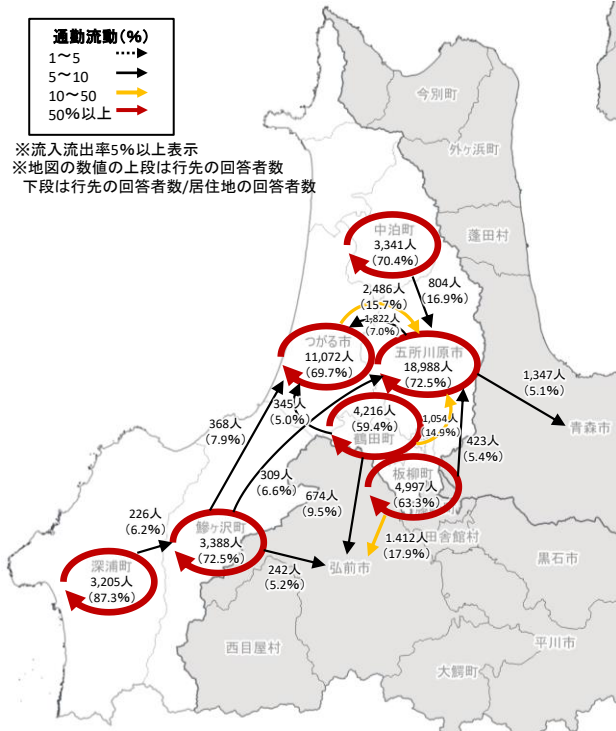 通勤流動(%)
1～5
5～10
10～50
50%以上
※流入流出率5%以上表示
※地図の数値の上段は行先の回答者数
下段は行先の回答者数/居住地の回答者数
今別町
外ヶ浜町
蓬田村
中泊町
3,341人
(70.4%)
804人
(16.9%)
2,486人
(15.7%)
1,822人
(7.0%)
つがる市
11,072人
(69.7%)
五所川原市
18,988人
(72.5%)
1,347人
(5.1%)
青森市
368人
(7.9%)
345人
(5.0%)
4,216人
(59.4%)
鶴田町
1,054人
(14.9%)
423人
(5.4%)
309人
(6.6%)
674人
(9.5%)
板柳町
4,997人
(63.3%)
226人
(6.2%)
鰺ヶ沢町
3,388人
(72.5%)
1.412人
(17.9%)
田舎館村
黒石市
深浦町
3,205人
(87.3%)
242人
(5.2%)
弘前市
西目屋村
平川市
大鰐町